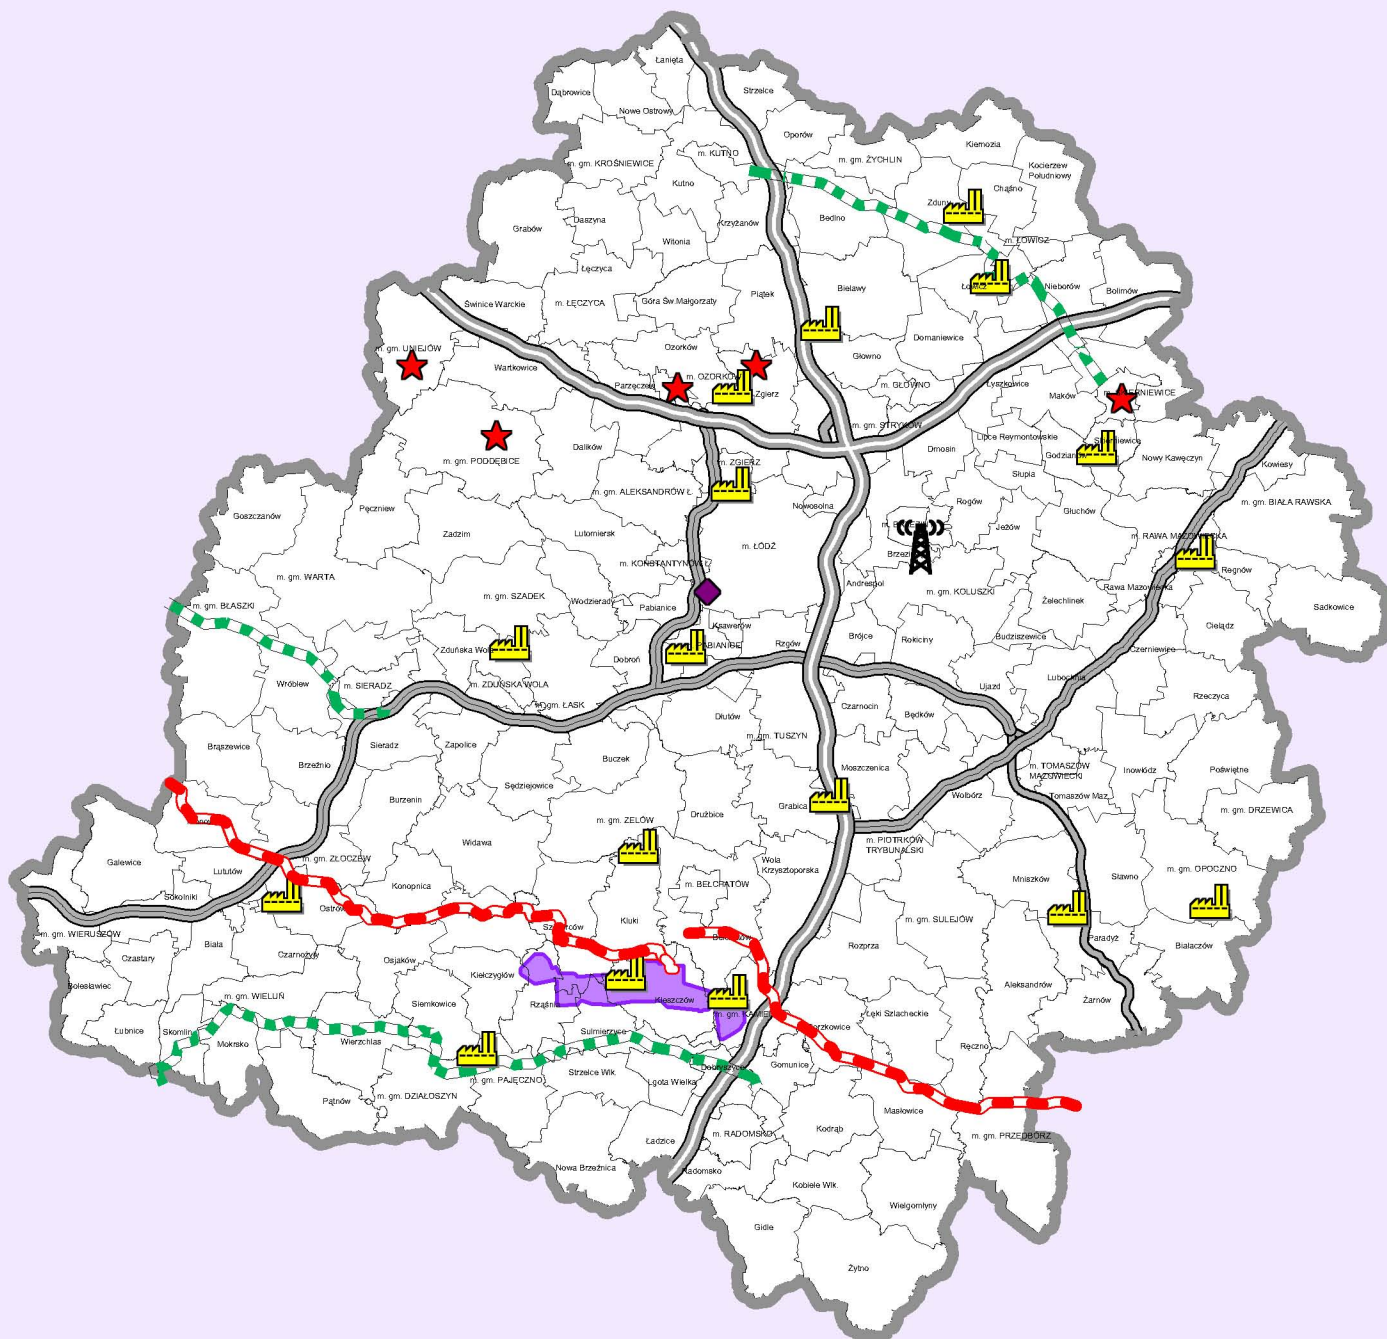 Łanięta
Strzelce
Dąbrowice
Nowe Ostrowy
Oporów
m. KUTNO
m. gm. ŻYCHLIN
Kiernozia
m. gm. KROŚNIEWICE
Kocierzew
Południowy
Kutno
Chąśno
Zduny
Daszyna
Bedlno
Krzyżanów
Grabów
Witonia
m. ŁOWICZ
Łęczyca
Łowicz
Nieborów
Bielawy
Bolimów
Piątek
Świnice Warckie
m. ŁĘCZYCA
Góra Św.Małgorzaty
Domaniewice
m. gm. UNIEJÓW
Ozorków
Głowno
Wartkowice
Parzęczew
m. OZORKÓW
Zgierz
m. GŁOWNO
Łyszkowice
Maków
m. gm. STRYKÓW
Lipce Reymontowskie
Skierniewice
Dmosin
Godzianów
Nowy Kawęczyn
Kowiesy
m. gm. PODDĘBICE
Dalików
m. ZGIERZ
Słupia
m. gm. ALEKSANDRÓW Ł.
Nowosolna
Rogów
Głuchów
m. gm. BIAŁA RAWSKA
Pęczniew
Goszczanów
Zadzim
Lutomiersk
Jeżów
m. RAWA MAZOWIECKA
m. ŁÓDŹ
m. KONSTANTYNÓW Ł.
Regnów
m. gm. WARTA
Andrespol
m. gm. KOLUSZKI
Rawa Mazowiecka
m. gm. SZADEK
Wodzierady
Żelechlinek
Sadkowice
m. gm. BŁASZKI
Pabianice
Ksawerów
Cielądz
Brójce
Rokiciny
Budziszewice
Rzgów
Czerniewice
Zduńska Wola
Dobroń
Wróblew
m. SIERADZ
m. ZDUŃSKA WOLA
Lubochnia
Ujazd
Rzeczyca
m. gm. ŁASK
Czarnocin
Będków
Dłutów
m. gm. TUSZYN
Brąszewice
Sieradz
Zapolice
Buczek
Brzeźnio
Sędziejowice
Moszczenica
m. TOMASZÓW
MAZOWIECKI
Inowłódz
Poświętne
Wolbórz
Tomaszów Maz.
Burzenin
Grabica
Drużbice
m. gm. DRZEWICA
m. gm. ZELÓW
Widawa
m. PIOTRKÓW
TRYBUNALSKI
Galewice
m. gm. ZŁOCZEW
Wola
Krzysztoporska
Lututów
m. gm. OPOCZNO
Sławno
Mniszków
Konopnica
m. BEŁCHATÓW
Sokolniki
m. gm. SULEJÓW
Kluki
m. gm. WIERUSZÓW
Paradyż
Białaczów
Biała
Rozprza
Czarnożyły
Czastary
Osjaków
Kiełczygłów
Bolesławiec
Aleksandrów
m. gm. WIELUŃ
Siemkowice
Rząśnia
Kleszczów
Żarnów
Łęki Szlacheckie
Łubnice
Skomlin
Sulmierzyce
Mokrsko
Wierzchlas
Ręczno
Dobryszyce
Gomunice
Strzelce Wlk.
m. gm. PAJĘCZNO
Lgota Wielka
m. gm. DZIAŁOSZYN
Pątnów
Masłowice
Kodrąb
m. RADOMSKO
m. gm. PRZEDBÓRZ
Ładzice
Nowa Brzeźnica
Radomsko
Kobiele Wlk.
Wielgomłyny
Gidle
Żytno